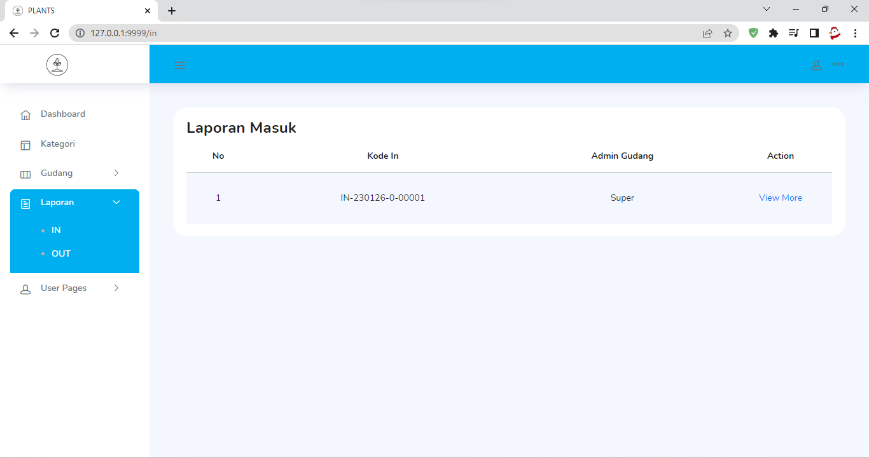 PLANTS
127.0.0.1:9999/in
Dashboard
Kategori
Gudang
Laporan
IN
OUT
User Pages
Laporan Masuk
No Kode In Admin Gudang Action
1 IN-230126-0-00001 Super View More